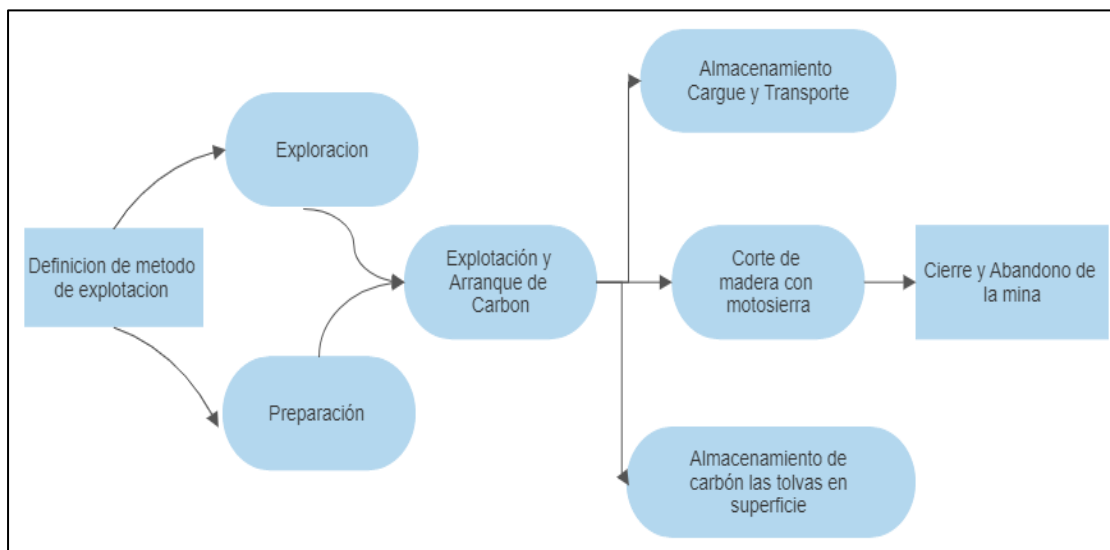 Definicion de metodo
de explotacion
Exploracion
Preparación
Explotación y
Arranque de
Carbon
Almacenamiento
Cargue y Transporte
Corte de
madera con
motosierra
Almacenamiento de
carbón las tolvas en
superficie
Cierre y Abandono de
la mina